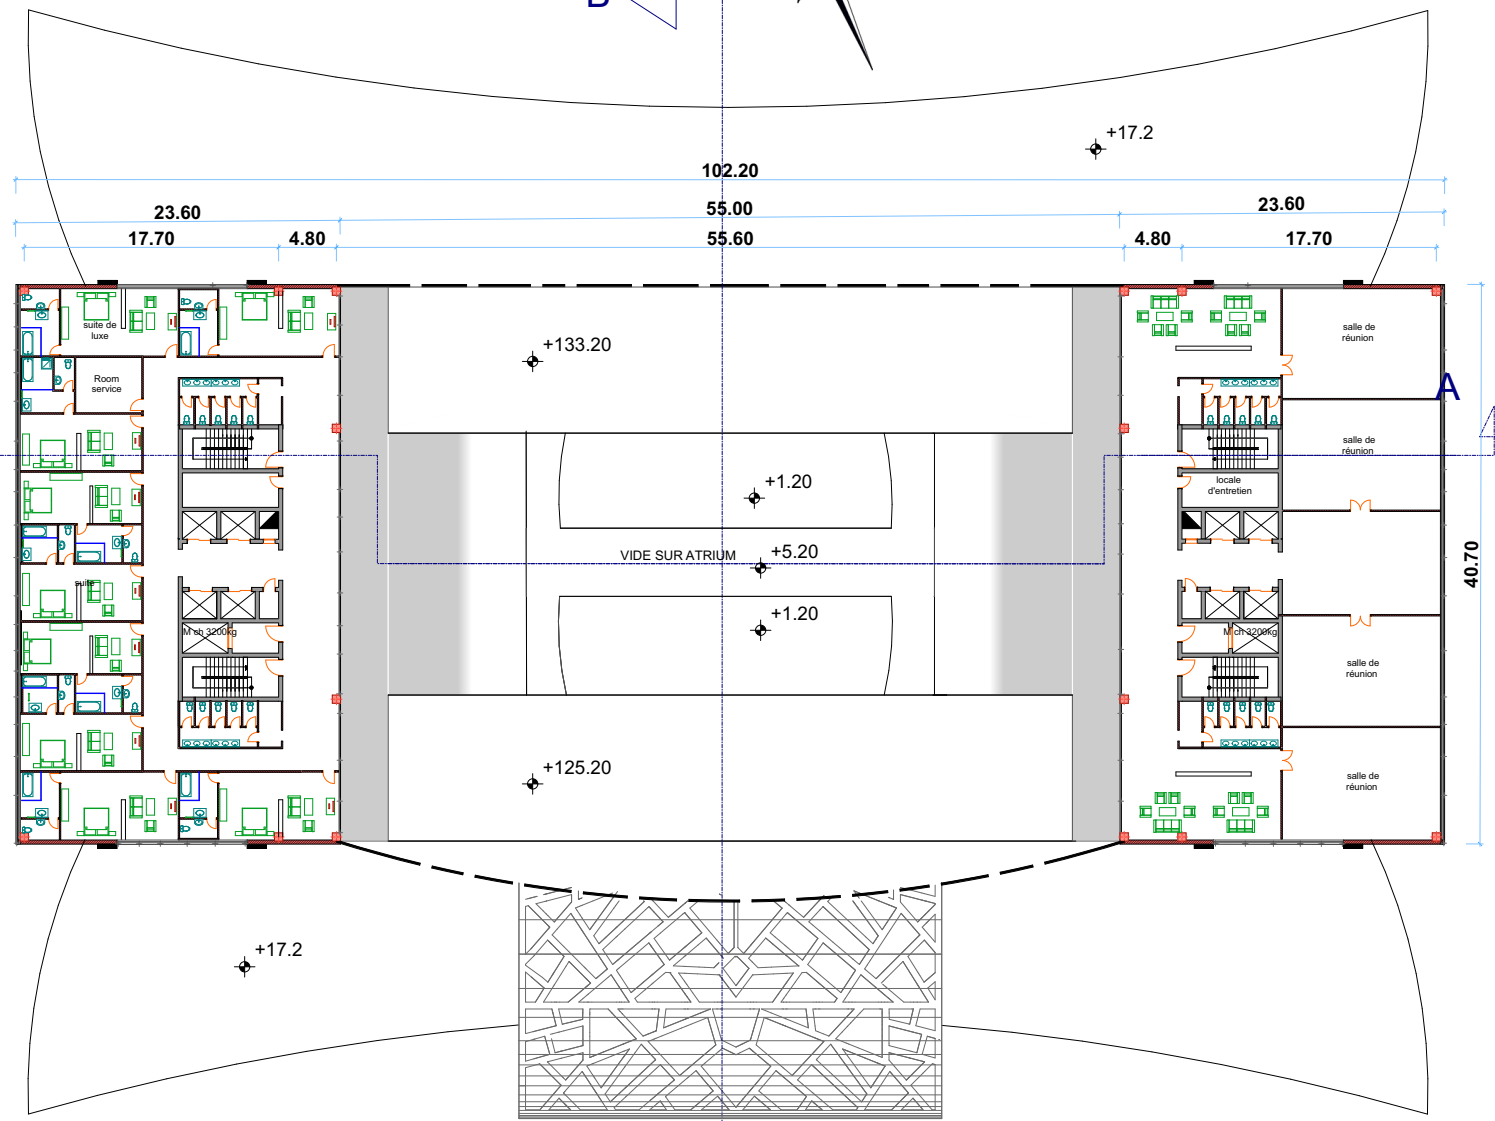 B
+17.2
102.20
23.60
55.00
23.60
17.70
4.80
55.60
4.80
17.70
suite de
luxe
salle de
réunion
+133.20
Room
service
A
salle de
réunion
+1.20
locale
d'entretien
VIDE SUR ATRIUM
+5.20
40.70
suite
+1.20
M ch 3200kg
M ch 3200kg
salle de
réunion
+125.20
salle de
réunion
+17.2